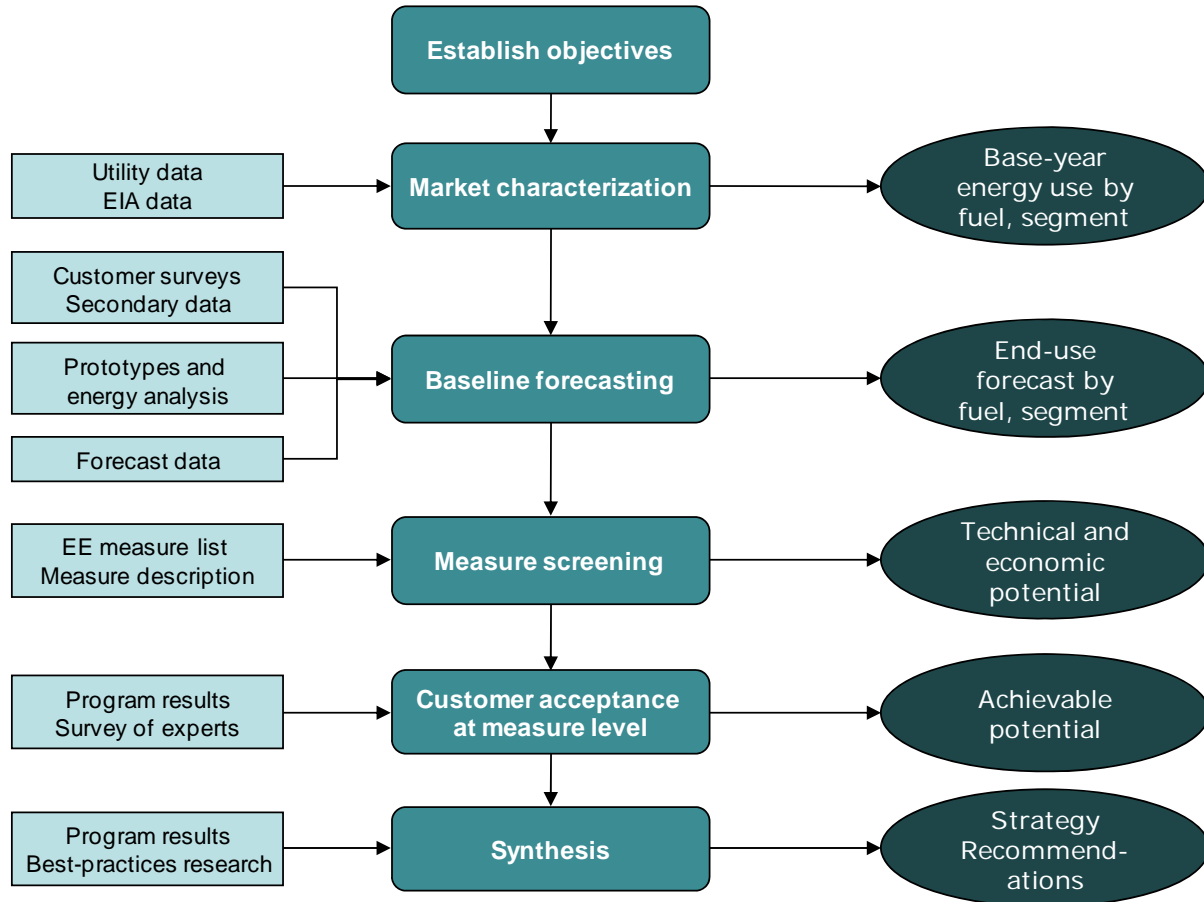 Establish objectives
Utility data
EIA data
Market characterization
Base-year
energy use by
fuel, segment
Customer surveys
Secondary data
Prototypes and
energy analysis
Forecast data
Baseline forecasting
End-use
forecast by
fuel, segment
EE measure list
Measure description
Measure screening
Technical and
economic
potential
Program results
Survey of experts
Customer acceptance
at measure level
Achievable
potential
Program results
Best-practices research
Synthesis
Strategy
Recommend-
ations